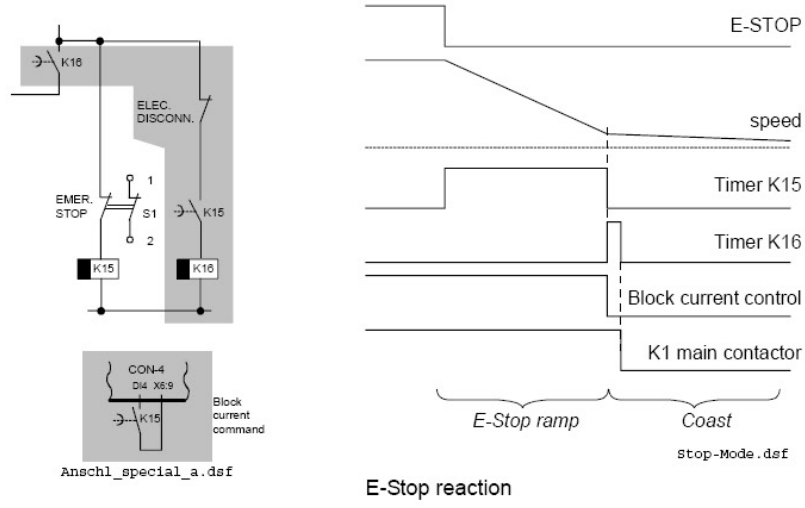 K16
ELEC.
DISCONN.
EMER.
STOP
1
S1
2
K15
K15
K16
CON-4
DI4 X6:9
K15
Block
current
command
Anschl_special_a.dsf
E-STOP
speed
Timer K15
Timer K16
Block current control
K1 main contactor
E-Stop ramp
Coast
Stop-Mode.dsf
E-Stop reaction